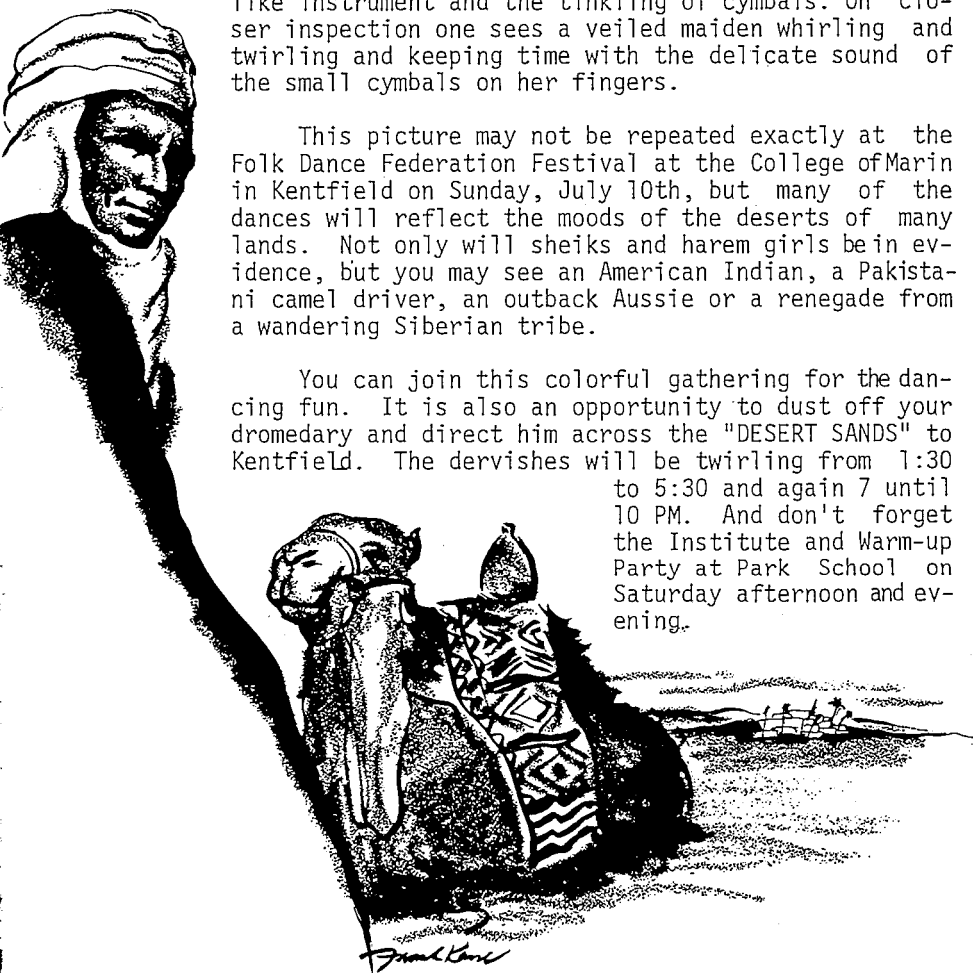 like instrument and the tinkling of cymbals. On clo-
ser inspection one sees a veiled maiden whirling and
twirling and keeping time with the delicate sound of
the small cymbals on her fingers.
This picture may not be repeated exactly at the
Folk Dance Federation Festival at the College of Marin
in Kentfield on Sunday, July 10th, but many of the
dances will reflect the moods of the deserts of many
lands. Not only will sheiks and harem girls be in ev-
idence, but you may see an American Indian, a Pakista-
ni camel driver, an outback Aussie or a renegade from
a wandering Siberian tribe.
You can join this colorful gathering for the dan-
cing fun. It is also an opportunity to dust off your
dromedary and direct him across the "DESERT SANDS" to
Kentfield. The dervishes will be twirling from 1:30
to 5:30 and again 7 until
10 PM. And don't forget
the Institute and Warm-up
Party at Park School on
Saturday afternoon and ev-
ening.